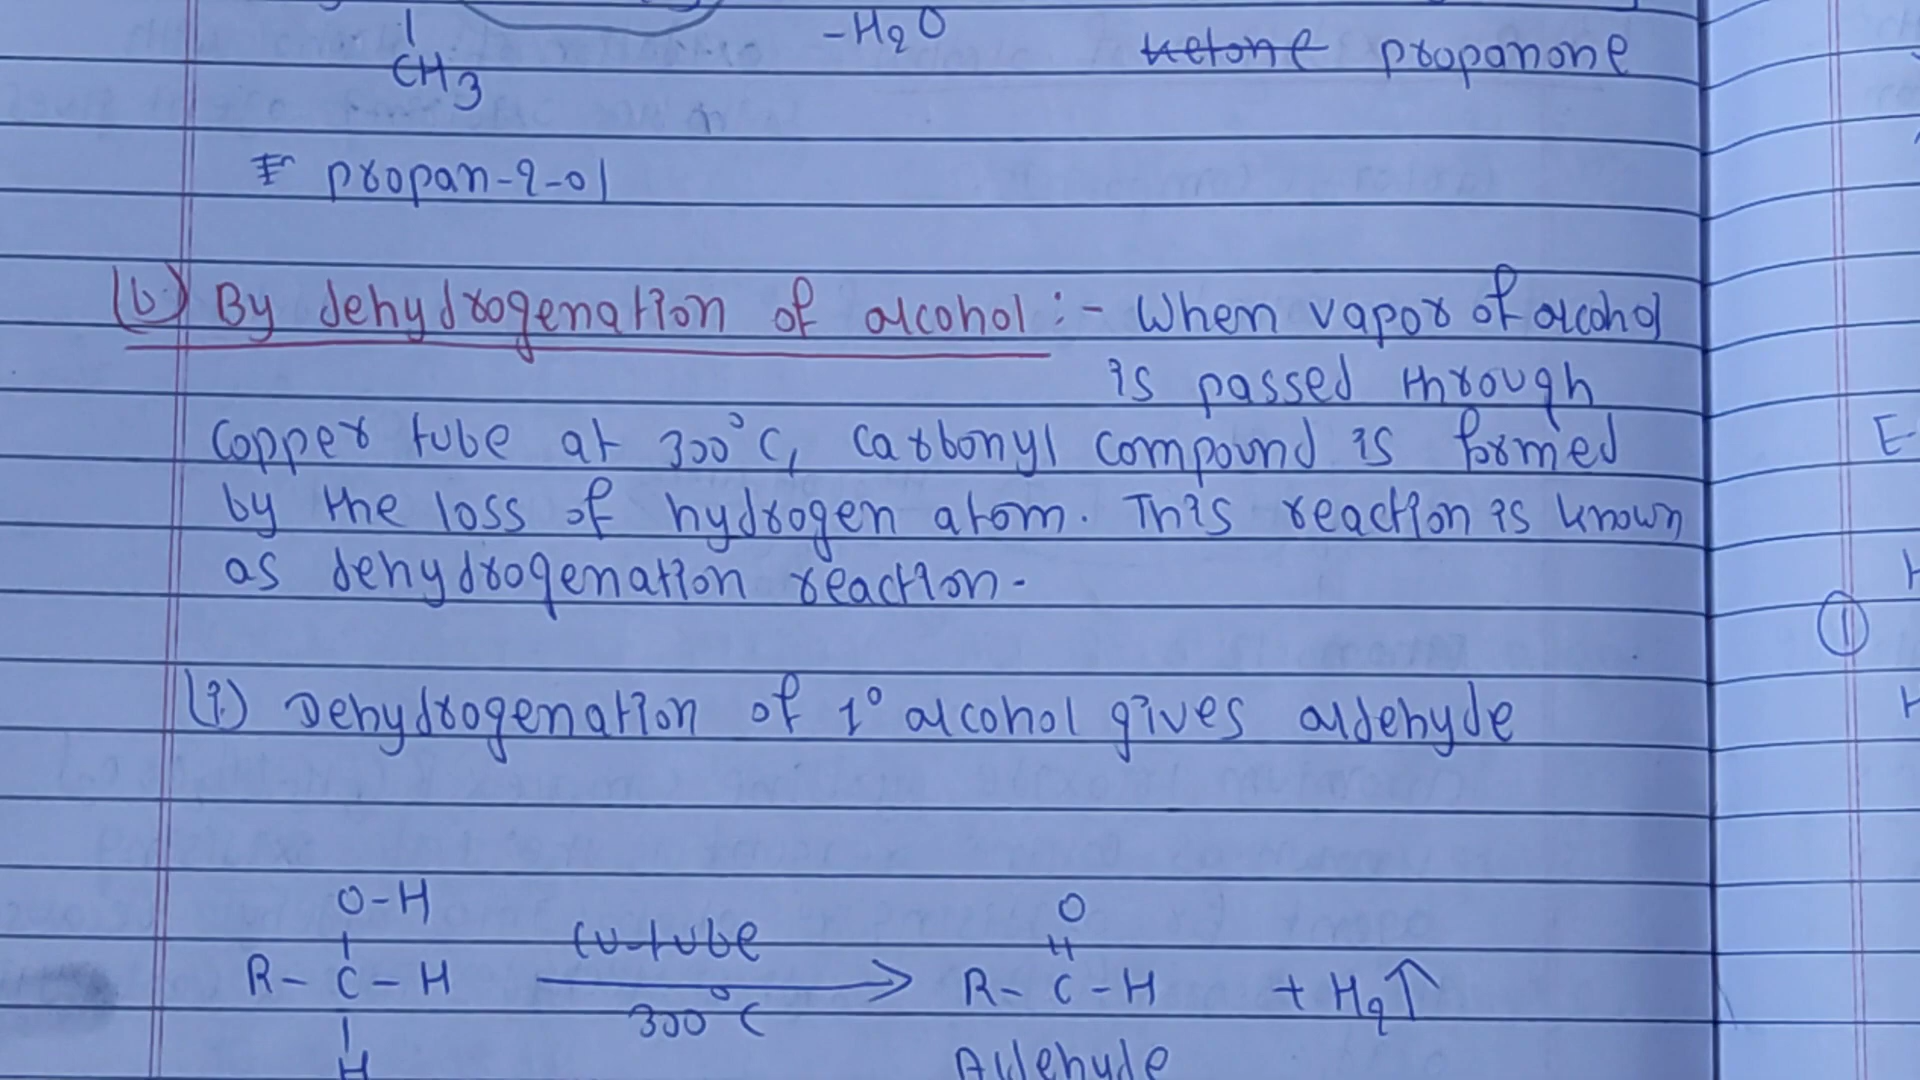 -H2O k̶e̶t̶o̶n̶e̶ propanone
CH3
propan-2-ol
(b) By dehydrogenation of alcohol :- When vapor of alcohol
is passed through
copper tube at 300°C, carbonyl compound is formed
by the loss of hydrogen atom. This reaction is known
as dehydrogenation reaction.
(i.) Dehydrogenation of 1° alcohol gives aldehyde
O-H
Cu-tube
O
R-C-H
300°C
R-C-H + H2↑
H
Aldehyde
E-
H
①
H